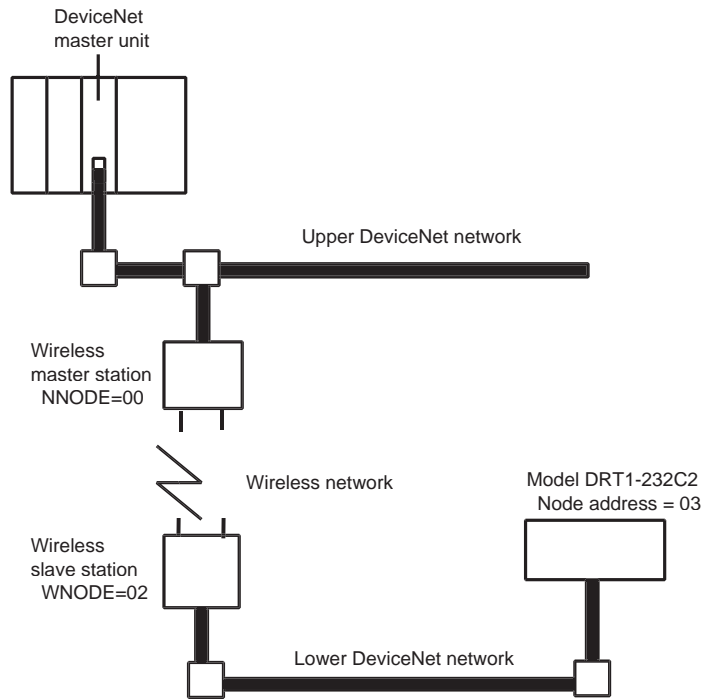 DeviceNet
master unit
Upper DeviceNet network
Wireless
master station
NNODE=00
Wireless network
Model DRT1-232C2
Node address = 03
Wireless
slave station
WNODE=02
Lower DeviceNet network